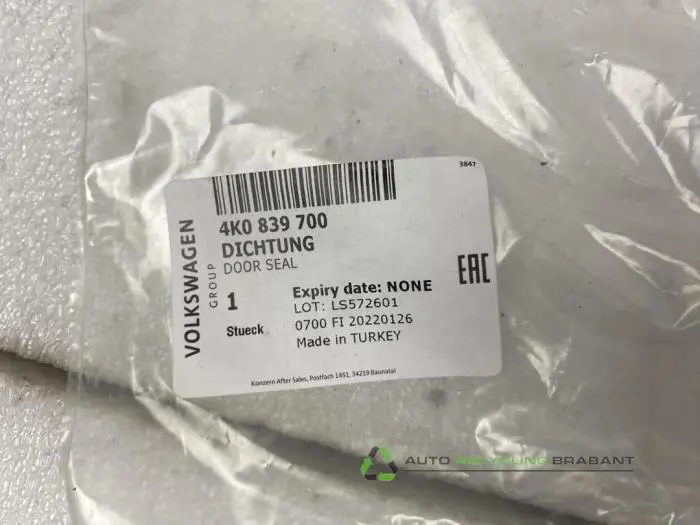 3847
4K0 839 700
DICHTUNG
DOOR SEAL
VOLKSWAGEN
GROUP
1
Stueck
Expiry date: NONE
LOT: LS572601
0700 FI 20220126
Made in TURKEY
EAC
Konzern After Sales, Postfach 1451, 34219 Baunatal
AUTO RECYCLING BRABANT